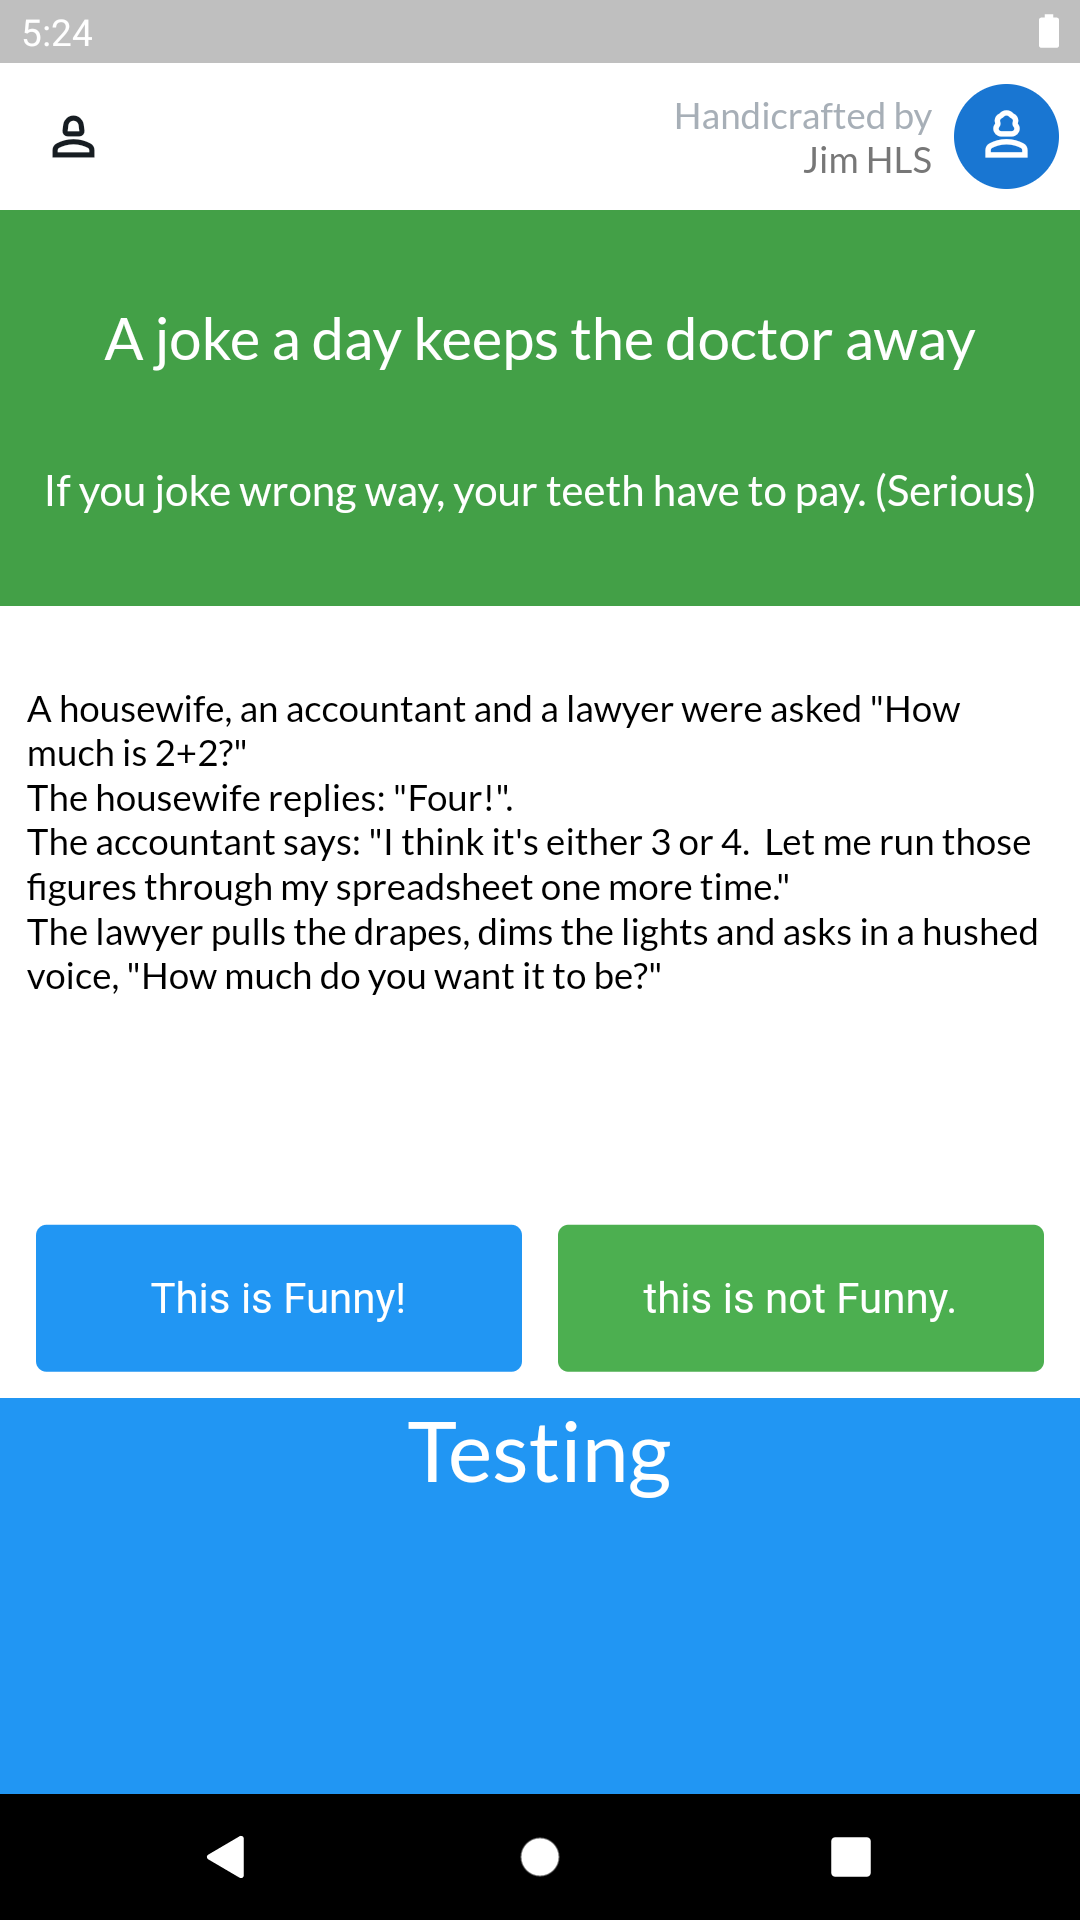 5:24
Handicrafted by
Jim HLS
A joke a day keeps the doctor away
If you joke wrong way, your teeth have to pay. (Serious)
A housewife, an accountant and a lawyer were asked "How
much is 2+2?"
The housewife replies: "Four!".
The accountant says: "I think it's either 3 or 4.  Let me run those
figures through my spreadsheet one more time."
The lawyer pulls the drapes, dims the lights and asks in a hushed
voice, "How much do you want it to be?"
This is Funny!
this is not Funny.
Testing